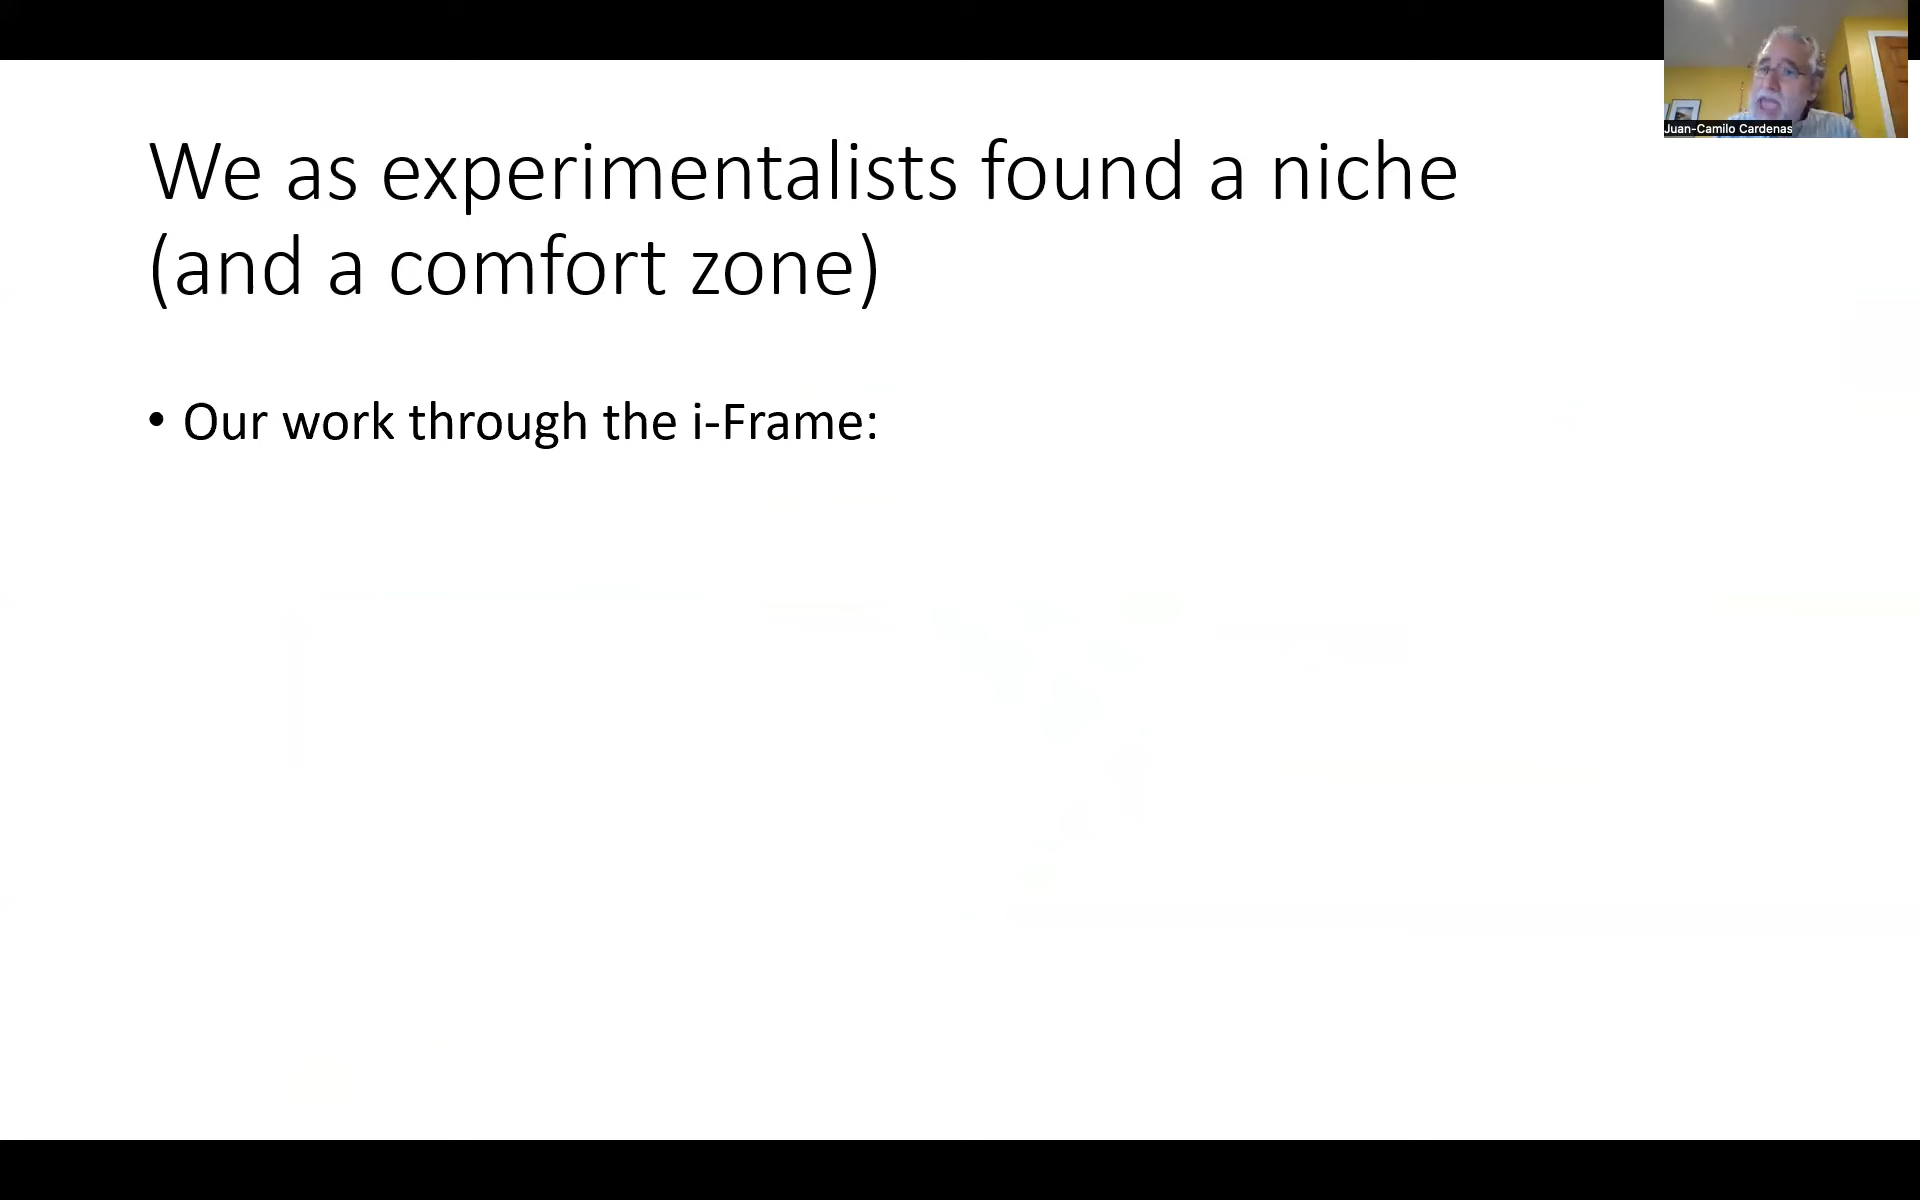 Juan-Camilo Cardenas
We as experimentalists found a niche
(and a comfort zone)
• Our work through the i-Frame: